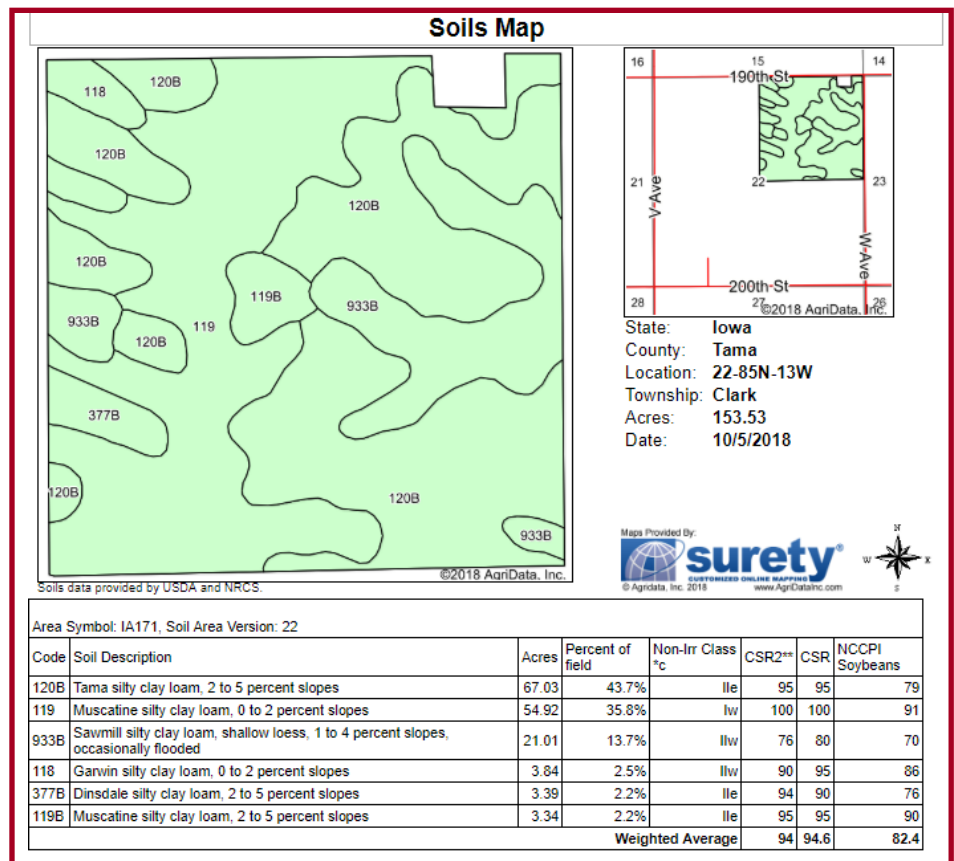 Soils Map
120B
118
120B
120B
120B
119B
933B
933B
119
120B
377B
120B
120B
933B
©2018 AgriData, Inc.
Soils data provided by USDA and NRCS.
16
15
14
190th-St
21
22
23
V-Ave
W-Ave
200th-St
28
27
26
©2018 AgriData, Inc.
State: Iowa
County: Tama
Location: 22-85N-13W
Township: Clark
Acres: 153.53
Date: 10/5/2018
Maps Provided By:
surety®
CUSTOMIZED ONLINE MAPPING
© Agridata, Inc. 2018 www.AgriDataInc.com
N
W
S
Area Symbol: IA171, Soil Area Version: 22
Code Soil Description Acres Percent of field Non-Irr Class *c CSR2** CSR NCCPI Soybeans
120B Tama silty clay loam, 2 to 5 percent slopes 67.03 43.7% IIe 95 95 79
119 Muscatine silty clay loam, 0 to 2 percent slopes 54.92 35.8% Iw 100 100 91
933B Sawmill silty clay loam, shallow loess, 1 to 4 percent slopes, occasionally flooded 21.01 13.7% IIw 76 80 70
118 Garwin silty clay loam, 0 to 2 percent slopes 3.84 2.5% IIw 90 95 86
377B Dinsdale silty clay loam, 2 to 5 percent slopes 3.39 2.2% IIe 94 90 76
119B Muscatine silty clay loam, 2 to 5 percent slopes 3.34 2.2% IIe 95 95 90
Weighted Average 94 94.6 82.4